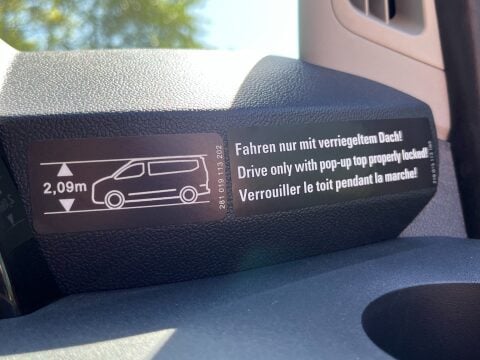 2,09m
281 019 113 202
Fahren nur mit verriegeltem Dach!
Drive only with pop-up top properly locked!
Verrouiller le toit pendant la marche!